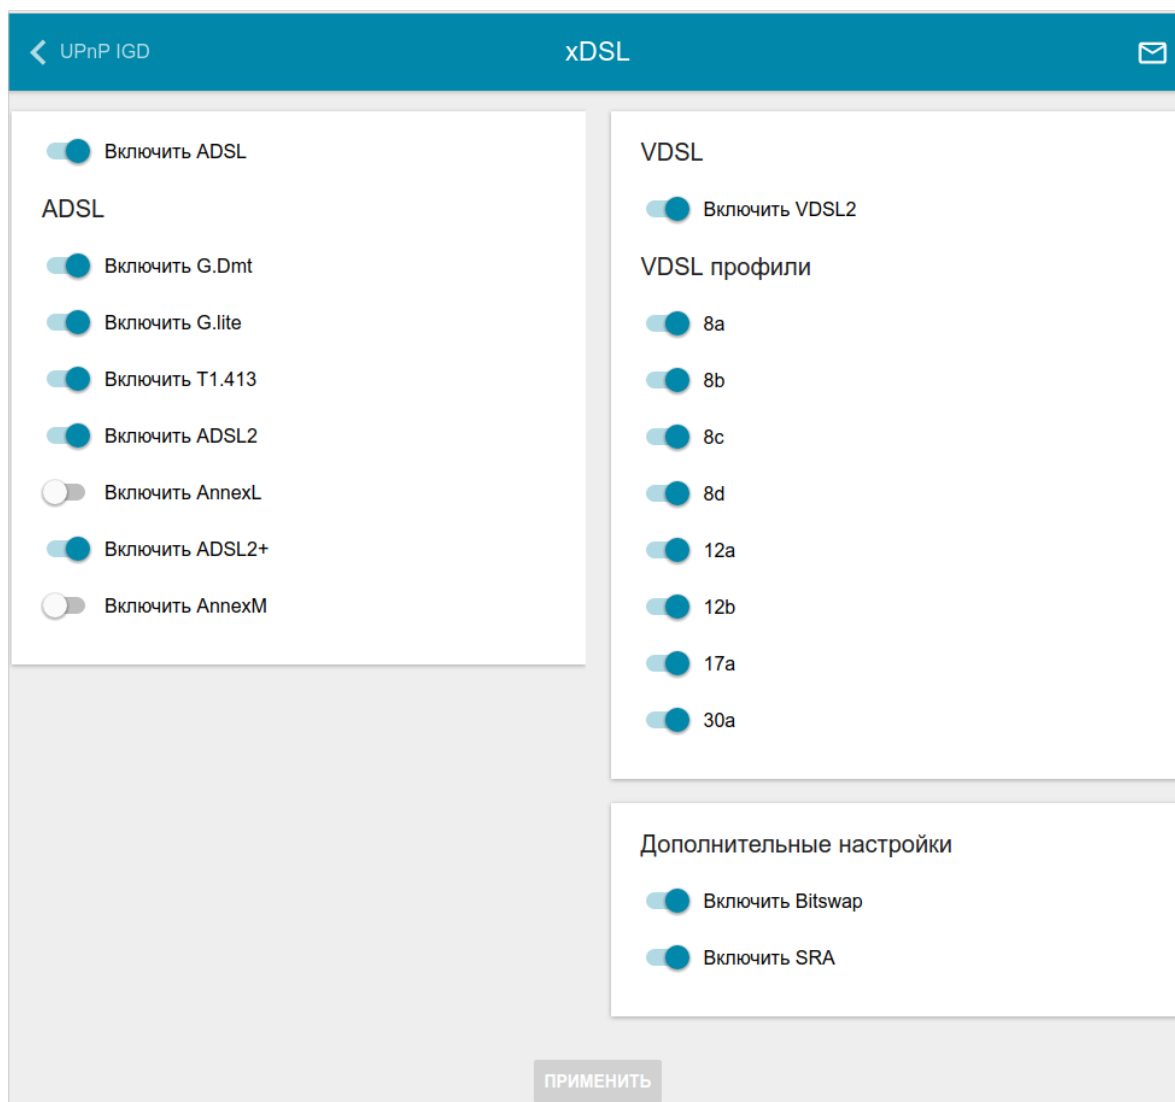 UPnP IGD
xDSL
Включить ADSL
ADSL
Включить G.Dmt
Включить G.lite
Включить T1.413
Включить ADSL2
Включить AnnexL
Включить ADSL2+
Включить AnnexM
VDSL
Включить VDSL2
VDSL профили
8a
8b
8c
8d
12a
12b
17a
30a
Дополнительные настройки
Включить Bitswap
Включить SRA
ПРИМЕНИТЬ